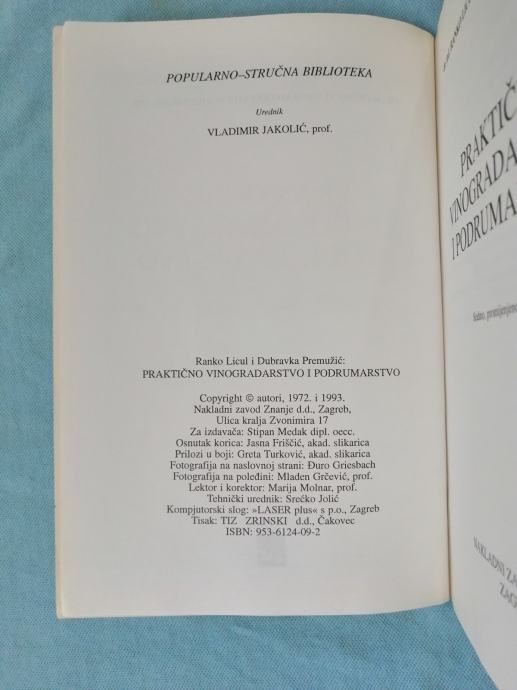 POPULARNO–STRUČNA BIBLIOTEKA
Urednik
VLADIMIR JAKOLIĆ, prof.
Ranko Licul i Dubravka Premužić:
PRAKTIČNO VINOGRADARSTVO I PODRUMARSTVO
Copyright © autori, 1972. i 1993.
Nakladni zavod Znanje d.d., Zagreb,
Ulica kralja Zvonimira 17
Za izdavača: Stipan Medak dipl. oecc.
Osnutak korica: Jasna Friščić, akad. slikarica
Prilozi u boji: Greta Turković, akad. slikarica
Fotografija na naslovnoj strani: Đuro Griesbach
Fotografija na poleđini: Mladen Grčević, prof.
Lektor i korektor: Marija Molnar, prof.
Tehnički urednik: Srećko Jolić
Kompjutorski slog: »LASER plus« s p.o., Zagreb
Tisak: TIZ ZRINSKI d.d., Čakovec
ISBN: 953-6124-09-2
PRAKTIČ
VINOGRADA
I PODRUMA
NAKLADNI ZA
ZAG